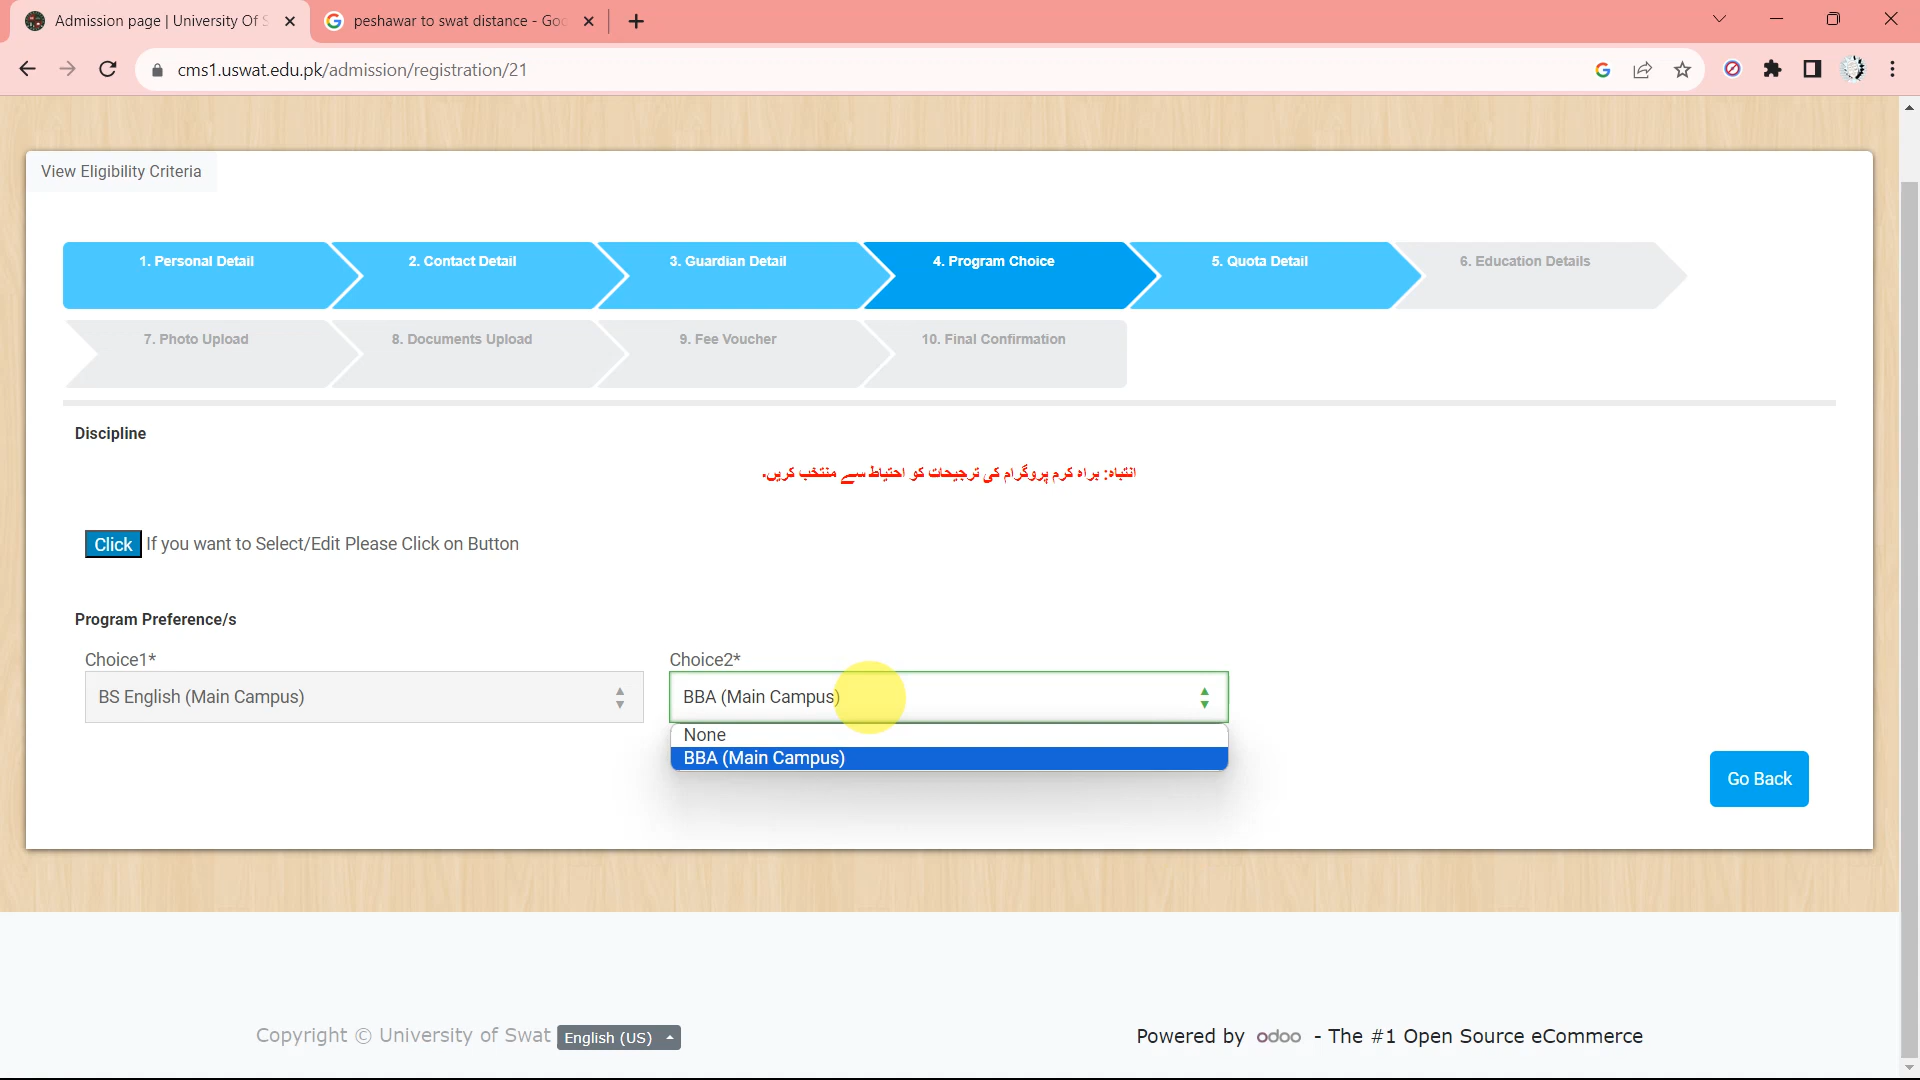 Admission page | University Of S
peshawar to swat distance - Goo
cms1.uswat.edu.pk/admission/registration/21
View Eligibility Criteria
1. Personal Detail
2. Contact Detail
3. Guardian Detail
4. Program Choice
5. Quota Detail
6. Education Details
7. Photo Upload
8. Documents Upload
9. Fee Voucher
10. Final Confirmation
Discipline
انتباہ: براہ کرم پروگرام کی ترجیحات کو احتیاط سے منتخب کریں.
Click If you want to Select/Edit Please Click on Button
Program Preference/s
Choice1*
Choice2*
BS English (Main Campus)
BBA (Main Campus)
None
BBA (Main Campus)
Go Back
Copyright © University of Swat English (US)
Powered by odoo - The #1 Open Source eCommerce